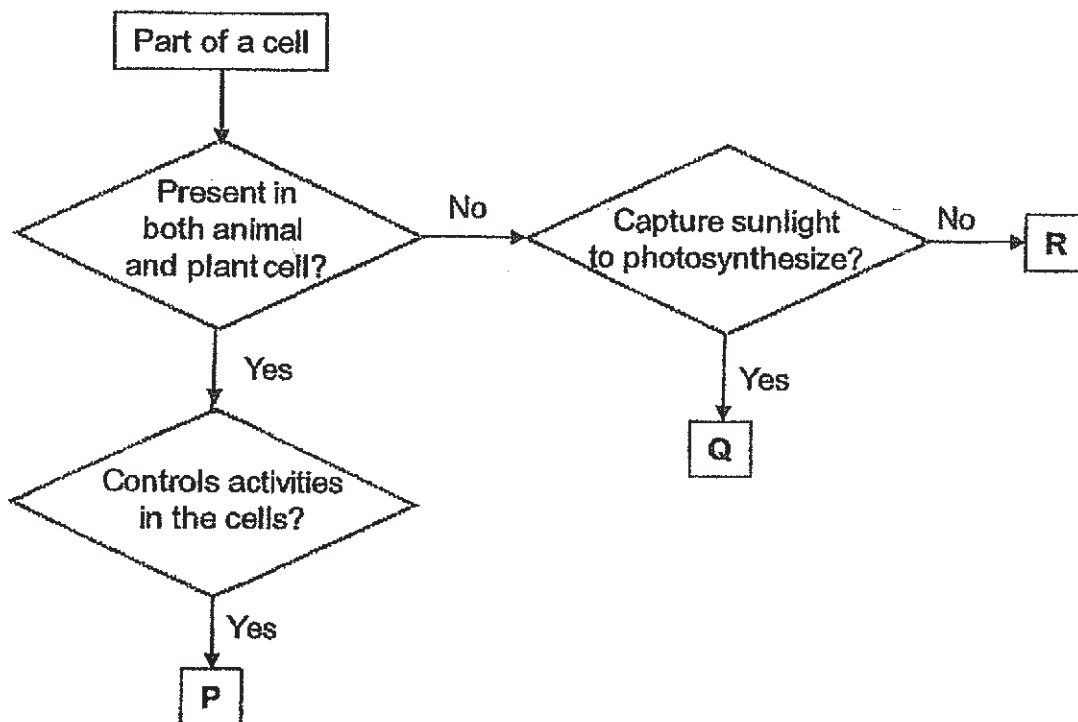 Part of a cell
Present in
both animal
and plant cell?
No
Capture sunlight
to photosynthesize?
No
R
Yes
Q
Yes
Controls activities
in the cells?
Yes
P